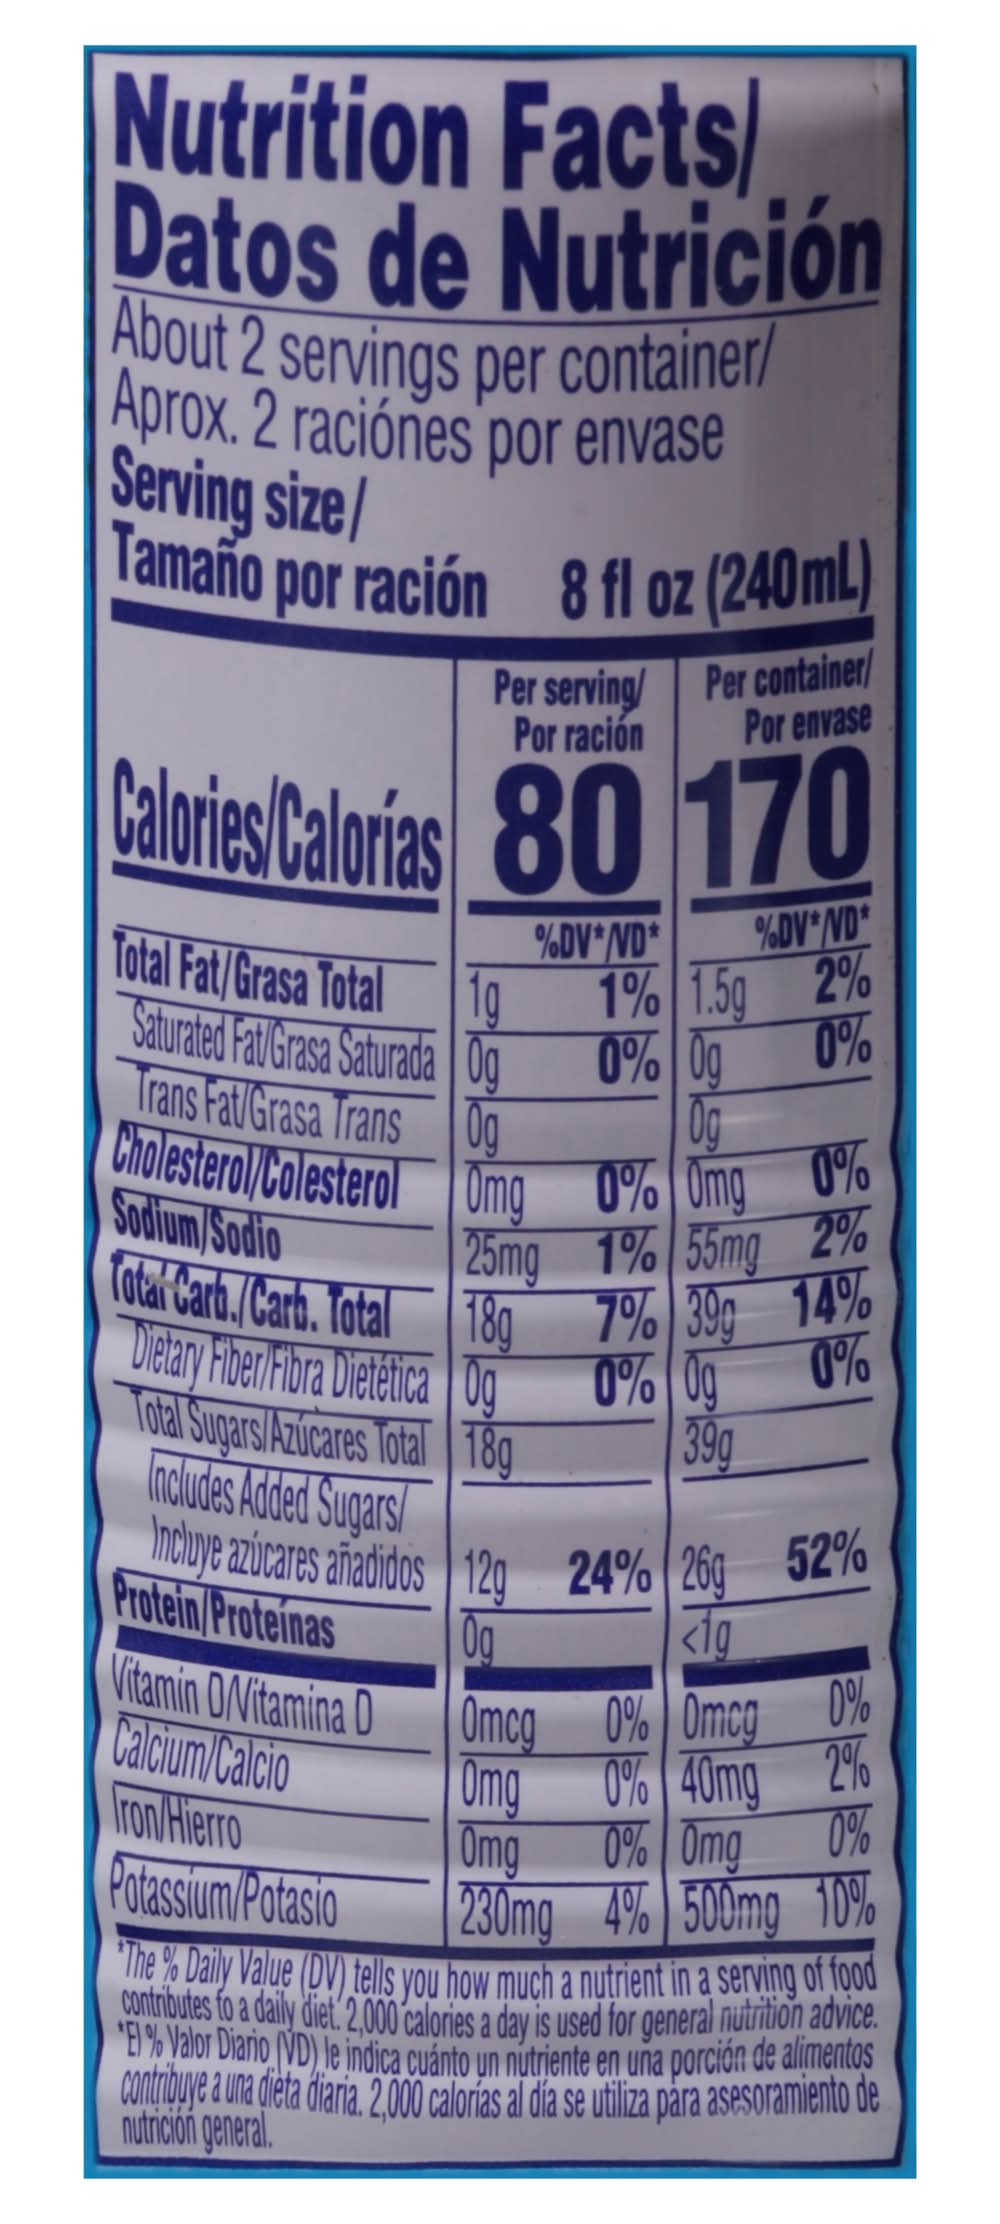 Nutrition Facts/
Datos de Nutrición
About 2 servings per container/
Aprox. 2 raciónes por envase
Serving size/
Tamaño por ración 8 fl oz (240mL)
Per serving/ Per container/
Por ración Por envase
Calories/Calorías 80 170
%DV*/VD* %DV*/VD*
Total Fat/Grasa Total 1g 1% 1.5g 2%
Saturated Fat/Grasa Saturada 0g 0% 0g 0%
Trans Fat/Grasa Trans 0g 0g
Cholesterol/Colesterol 0mg 0% 0mg 0%
Sodium/Sodio 25mg 1% 55mg 2%
Total Carb./Carb. Total 18g 7% 39g 14%
Dietary Fiber/Fibra Dietética 0g 0% 0g 0%
Total Sugars/Azúcares Total 18g 39g
Includes Added Sugars/
Incluye azúcares añadidos 12g 24% 26g 52%
Protein/Proteínas 0g <1g
Vitamin D/Vitamina D 0mcg 0% 0mcg 0%
Calcium/Calcio 0mg 0% 40mg 2%
Iron/Hierro 0mg 0% 0mg 0%
Potassium/Potasio 230mg 4% 500mg 10%
*The % Daily Value (DV) tells you how much a nutrient in a serving of food
contributes to a daily diet. 2,000 calories a day is used for general nutrition advice.
*El % Valor Diario (VD) le indica cuánto un nutriente en una porción de alimentos
contribuye a una dieta diaria. 2,000 calorías al día se utiliza para asesoramiento de
nutrición general.